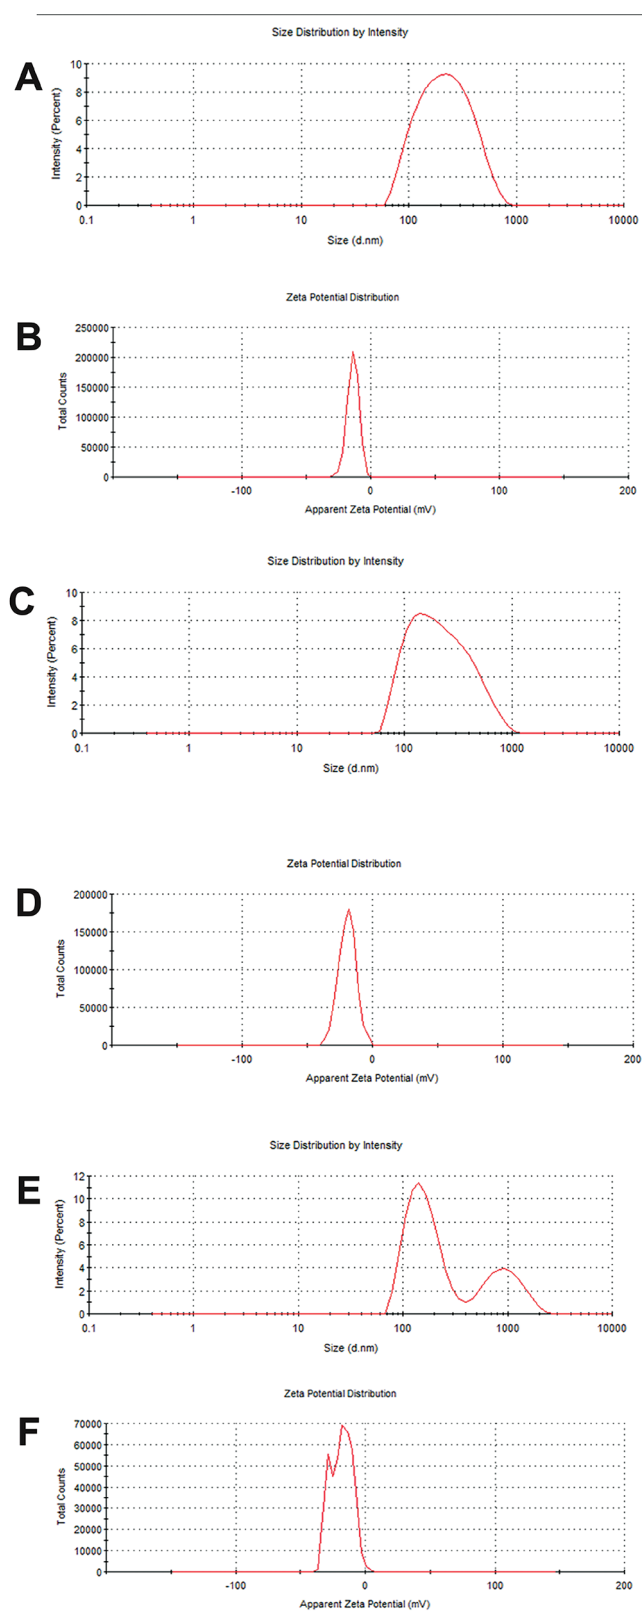 Size Distribution by Intensity
A
Intensity (Percent)
10
8
6
4
2
0
0.1 1 10 100 1000 10000
Size (d.nm)
Zeta Potential Distribution
B
Total Counts
250000
200000
150000
100000
50000
0
-100 0 100 200
Apparent Zeta Potential (mV)
Size Distribution by Intensity
C
Intensity (Percent)
10
8
6
4
2
0
0.1 1 10 100 1000 10000
Size (d.nm)
Zeta Potential Distribution
D
Total Counts
200000
150000
100000
50000
0
-100 0 100 200
Apparent Zeta Potential (mV)
Size Distribution by Intensity
E
Intensity (Percent)
12
10
8
6
4
2
0
0.1 1 10 100 1000 10000
Size (d.nm)
Zeta Potential Distribution
F
Total Counts
70000
60000
50000
40000
30000
20000
10000
0
-100 0 100 200
Apparent Zeta Potential (mV)